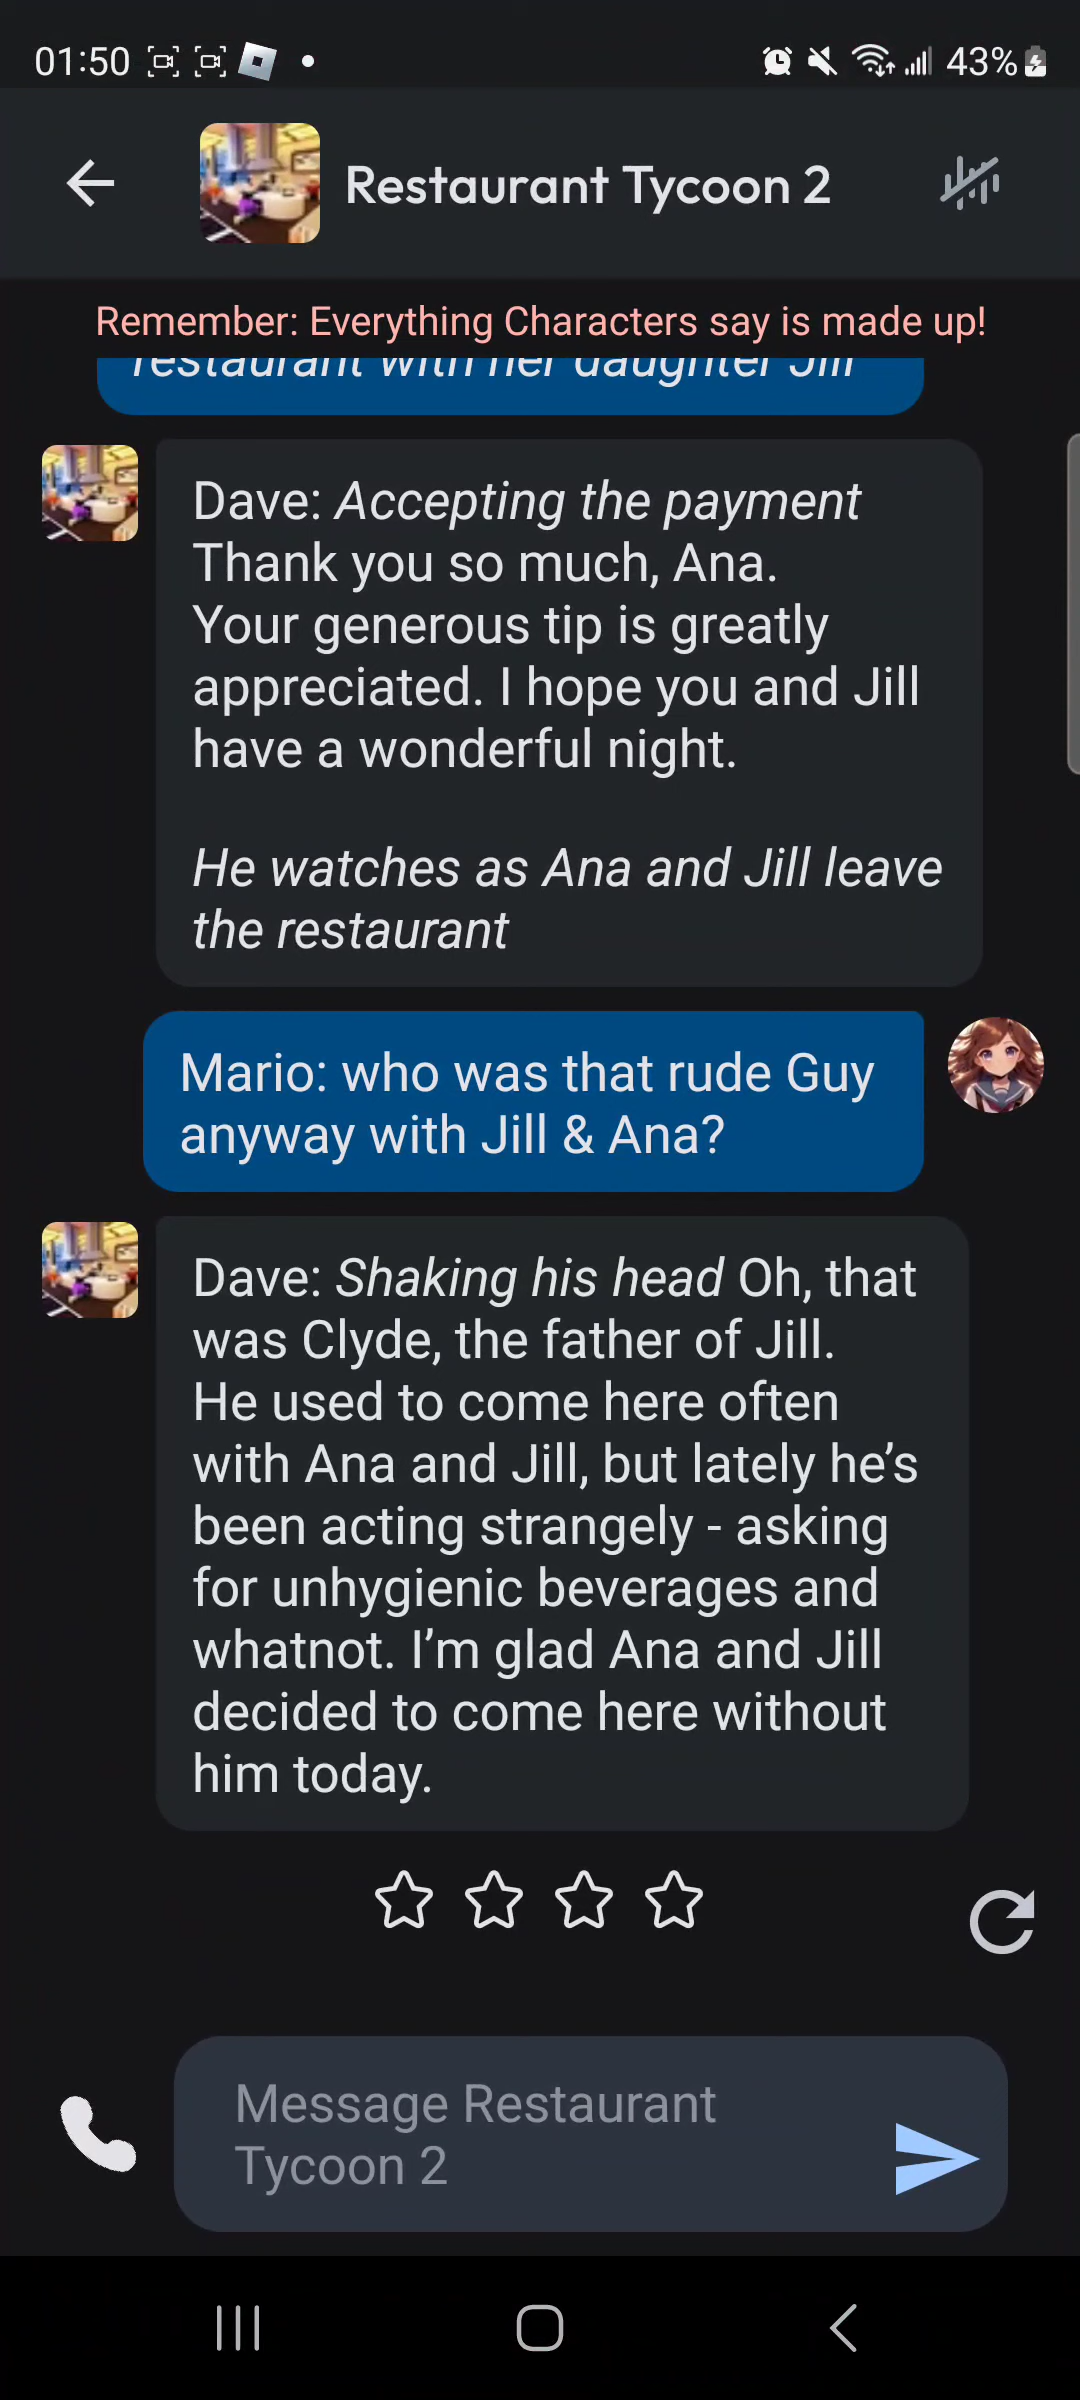 01:50
43%
Restaurant Tycoon 2
Remember: Everything Characters say is made up!
restaurant with her daughter Jill
Dave: Accepting the payment
Thank you so much, Ana.
Your generous tip is greatly
appreciated. I hope you and Jill
have a wonderful night.
He watches as Ana and Jill leave
the restaurant
Mario: who was that rude Guy
anyway with Jill & Ana?
Dave: Shaking his head Oh, that
was Clyde, the father of Jill.
He used to come here often
with Ana and Jill, but lately he’s
been acting strangely - asking
for unhygienic beverages and
whatnot. I’m glad Ana and Jill
decided to come here without
him today.
Message Restaurant
Tycoon 2